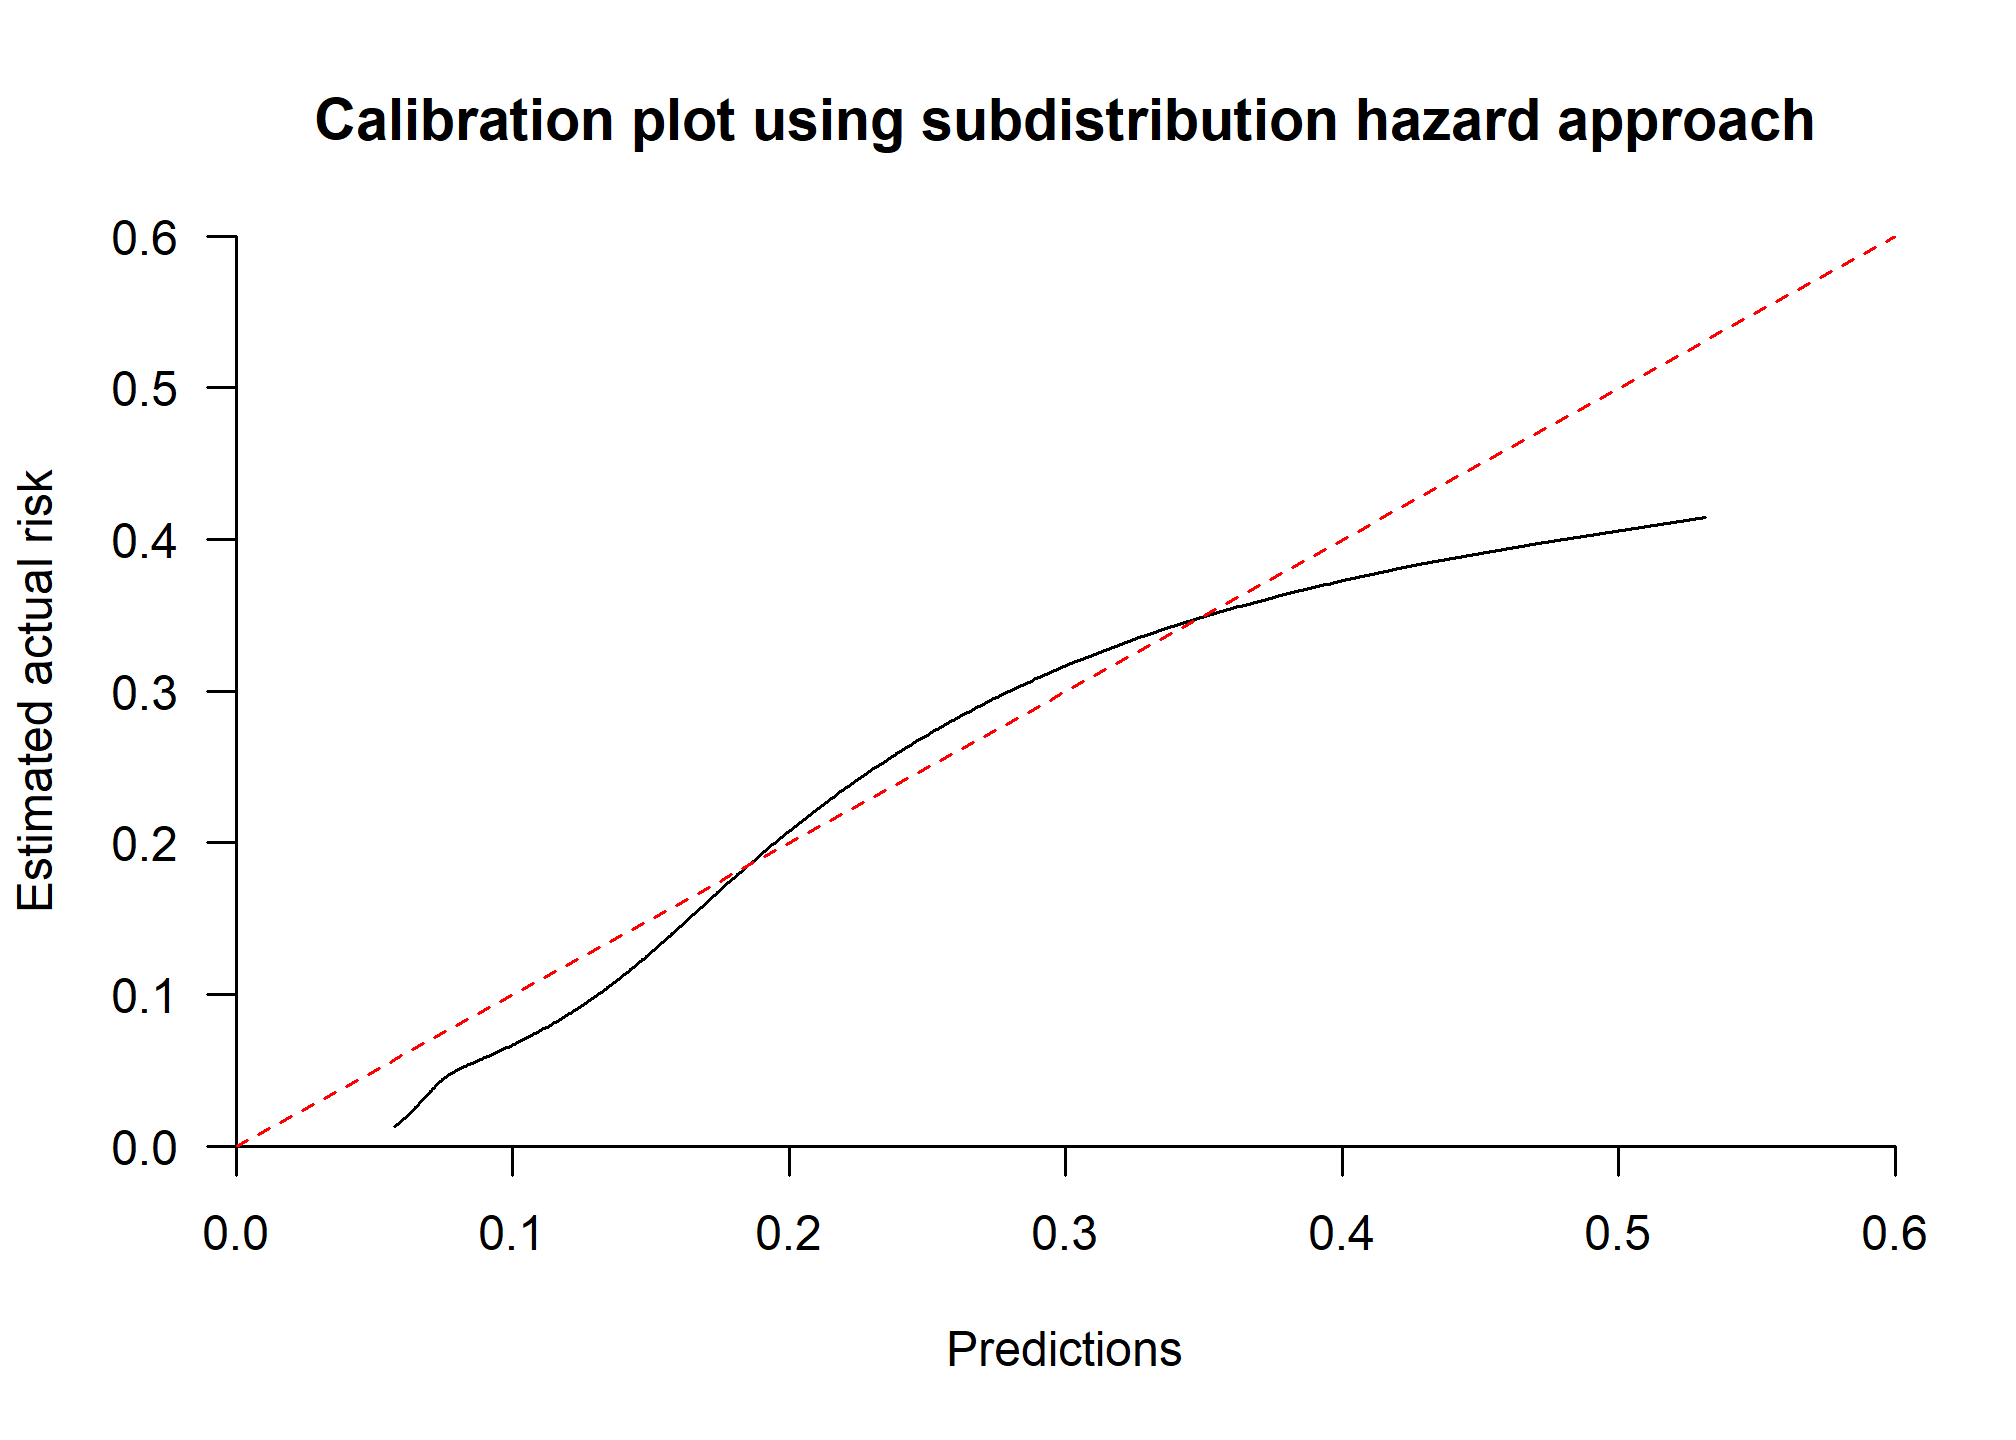 Calibration plot using subdistribution hazard approach
0.6
0.5
0.4
0.3
0.2
0.1
0.0
Estimated actual risk
0.0 0.1 0.2 0.3 0.4 0.5 0.6
Predictions